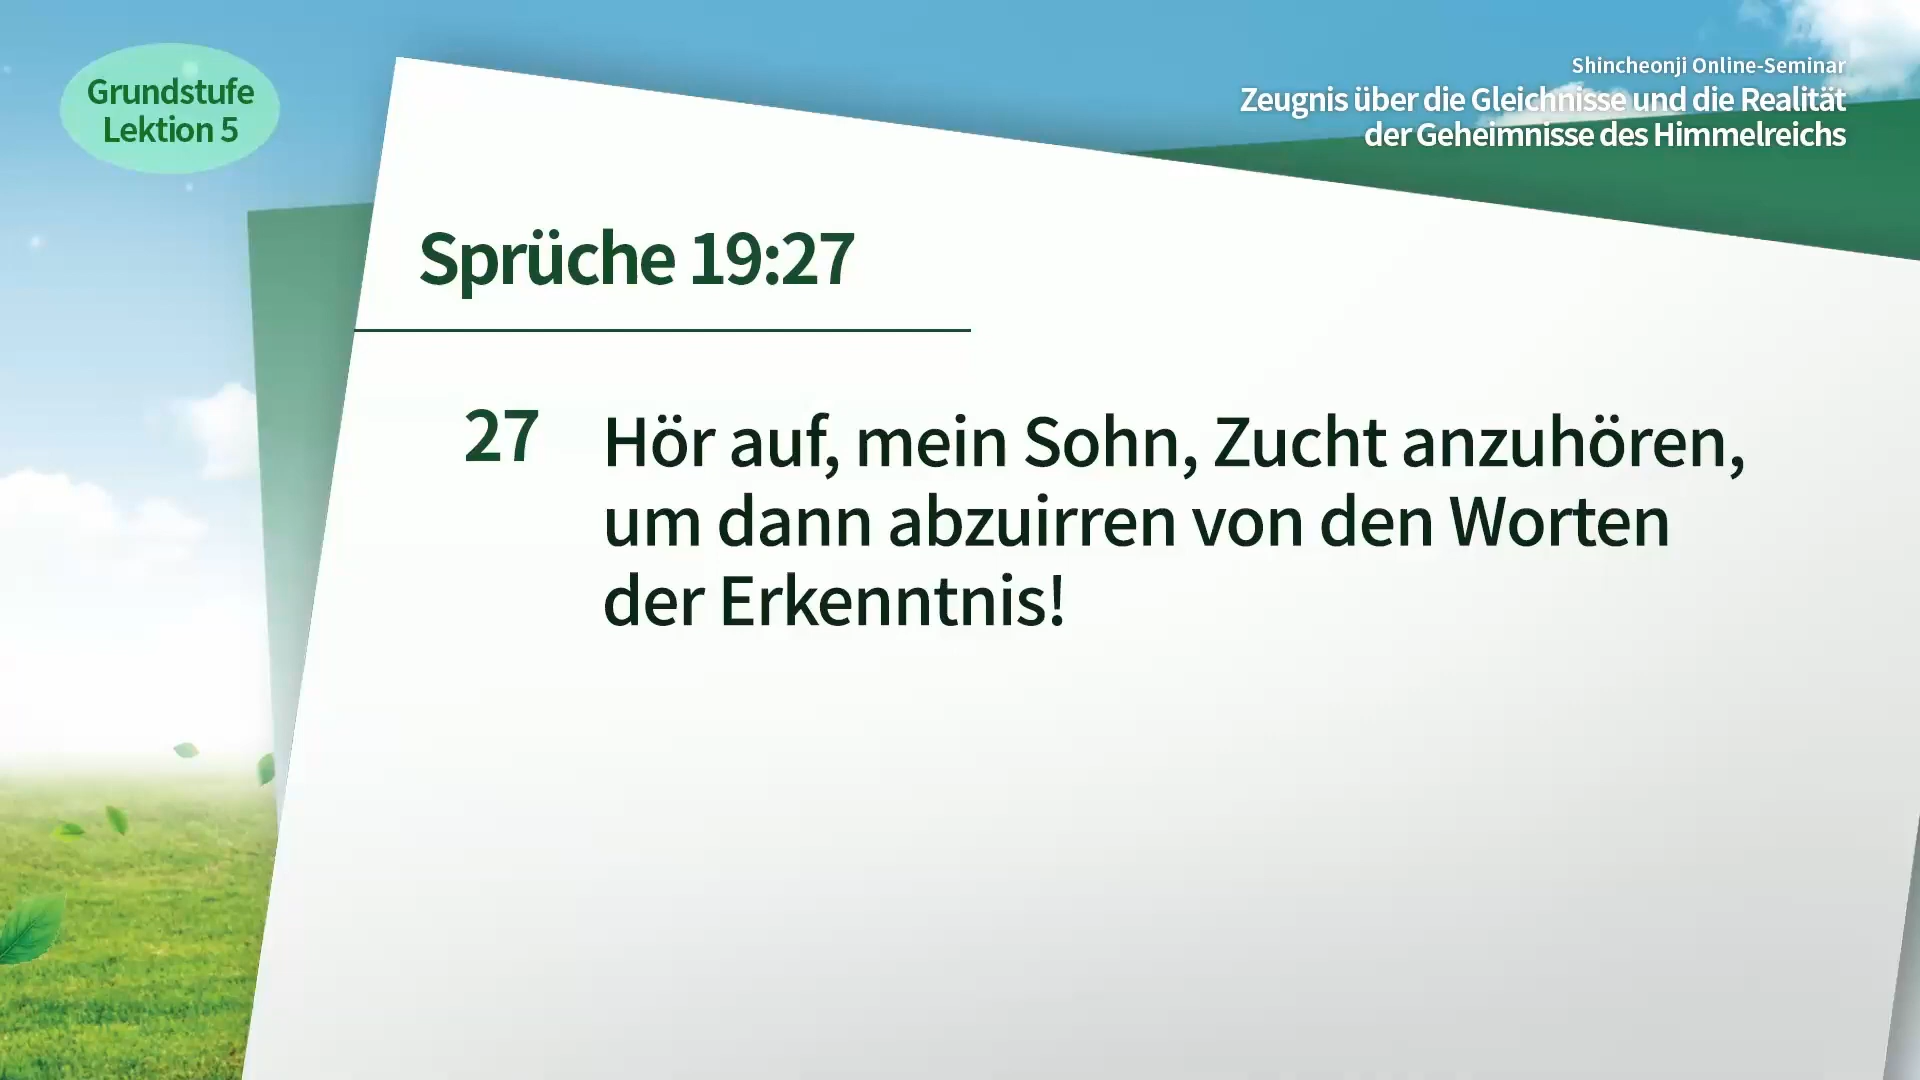 Grundstufe
Lektion 5
Shincheonji Online-Seminar
Zeugnis über die Gleichnisse und die Realität
der Geheimnisse des Himmelreichs
Sprüche 19:27
27 Hör auf, mein Sohn, Zucht anzuhören,
um dann abzuirren von den Worten
der Erkenntnis!